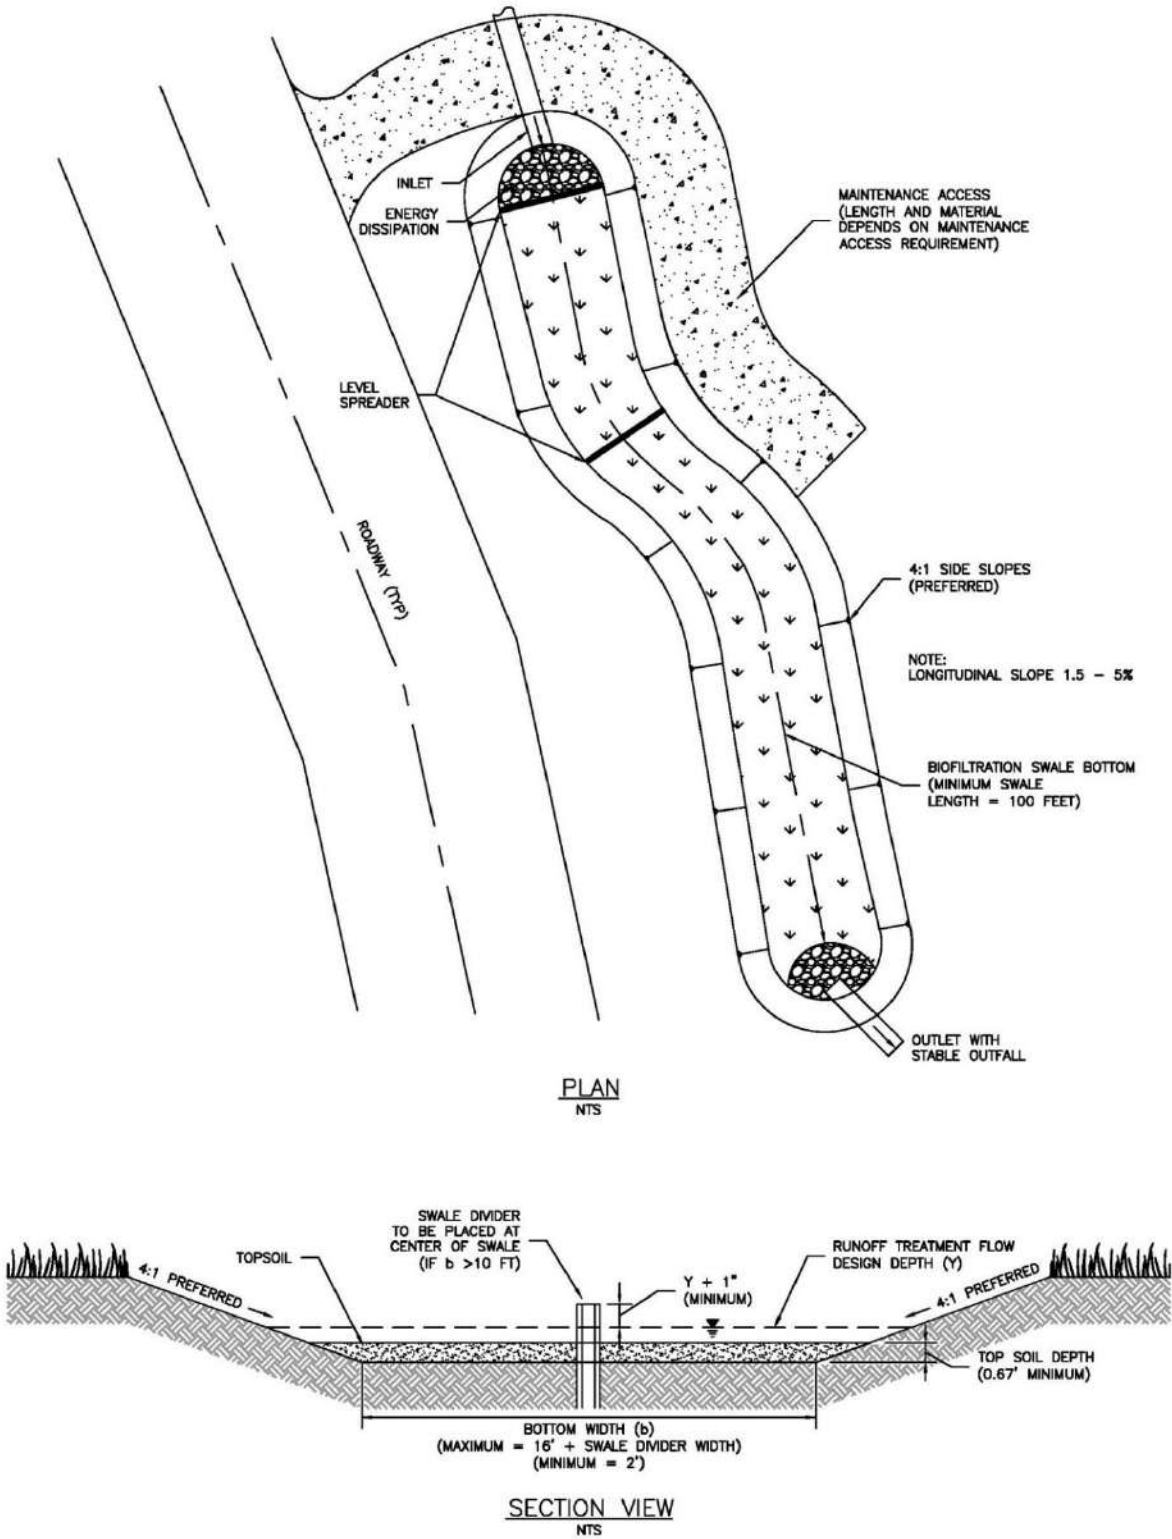 INLET
ENERGY
DISSIPATION
MAINTENANCE ACCESS
(LENGTH AND MATERIAL
DEPENDS ON MAINTENANCE
ACCESS REQUIREMENT)
LEVEL
SPREADER
ROADWAY (TYP)
4:1 SIDE SLOPES
(PREFERRED)
NOTE:
LONGITUDINAL SLOPE 1.5 – 5%
BIOFILTRATION SWALE BOTTOM
(MINIMUM SWALE
LENGTH = 100 FEET)
OUTLET WITH
STABLE OUTFALL
PLAN
NTS
SWALE DIVIDER
TO BE PLACED AT
CENTER OF SWALE
(IF b >10 FT)
TOPSOIL
4:1 PREFERRED
Y + 1"
(MINIMUM)
RUNOFF TREATMENT FLOW
DESIGN DEPTH (Y)
4:1 PREFERRED
TOP SOIL DEPTH
(0.67' MINIMUM)
BOTTOM WIDTH (b)
(MAXIMUM = 16' + SWALE DIVIDER WIDTH)
(MINIMUM = 2')
SECTION VIEW
NTS